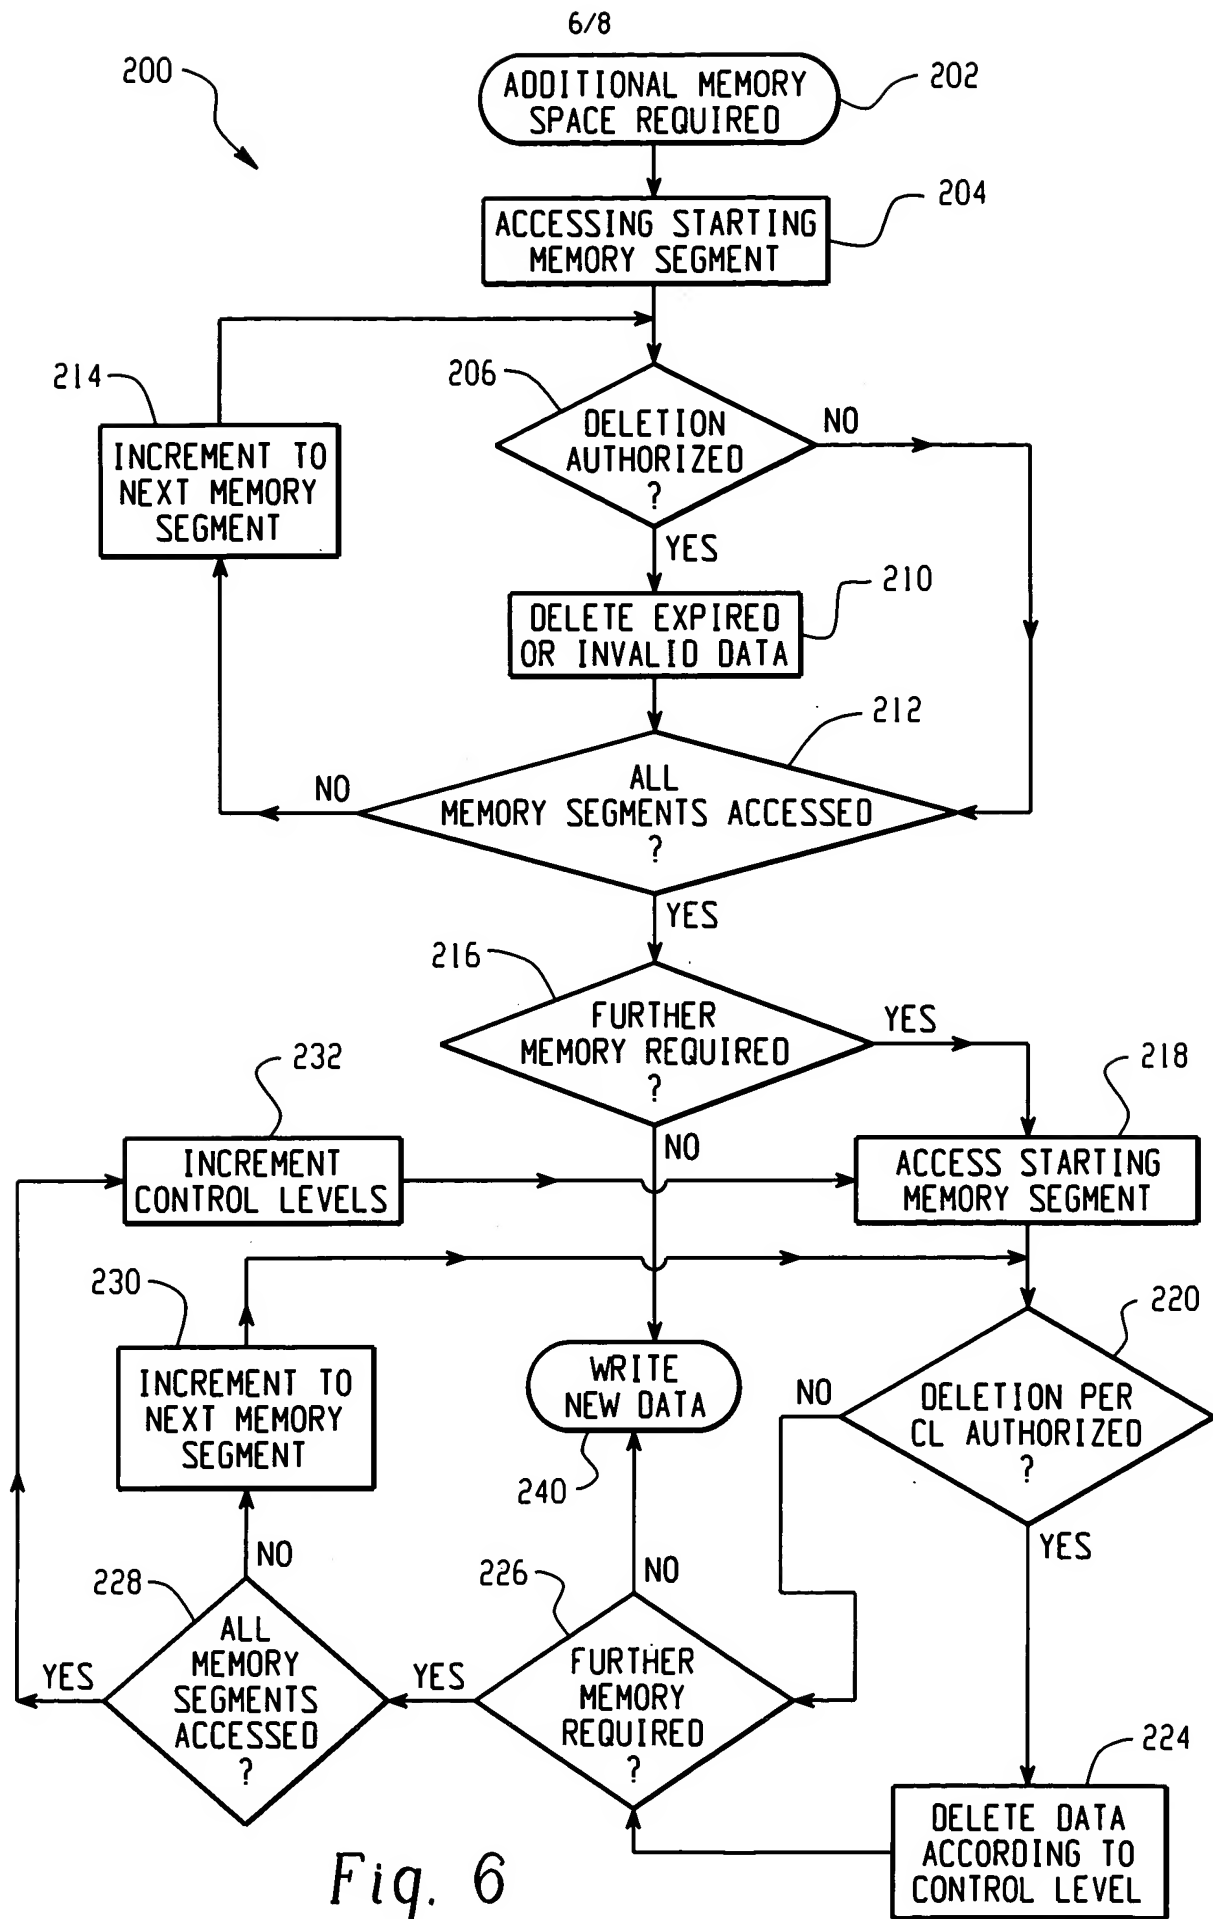 6/8
200
ADDITIONAL MEMORY
SPACE REQUIRED
202
ACCESSING STARTING
MEMORY SEGMENT
204
214
INCREMENT TO
NEXT MEMORY
SEGMENT
206
DELETION
AUTHORIZED
?
NO
YES
210
DELETE EXPIRED
OR INVALID DATA
212
ALL
MEMORY SEGMENTS ACCESSED
?
NO
YES
216
FURTHER
MEMORY REQUIRED
?
YES
NO
232
INCREMENT
CONTROL LEVELS
218
ACCESS STARTING
MEMORY SEGMENT
230
INCREMENT TO
NEXT MEMORY
SEGMENT
WRITE
NEW DATA
240
220
DELETION PER
CL AUTHORIZED
?
NO
YES
NO
228
ALL
MEMORY
SEGMENTS
ACCESSED
?
YES
YES
226
NO
FURTHER
MEMORY
REQUIRED
?
224
DELETE DATA
ACCORDING TO
CONTROL LEVEL
Fig. 6